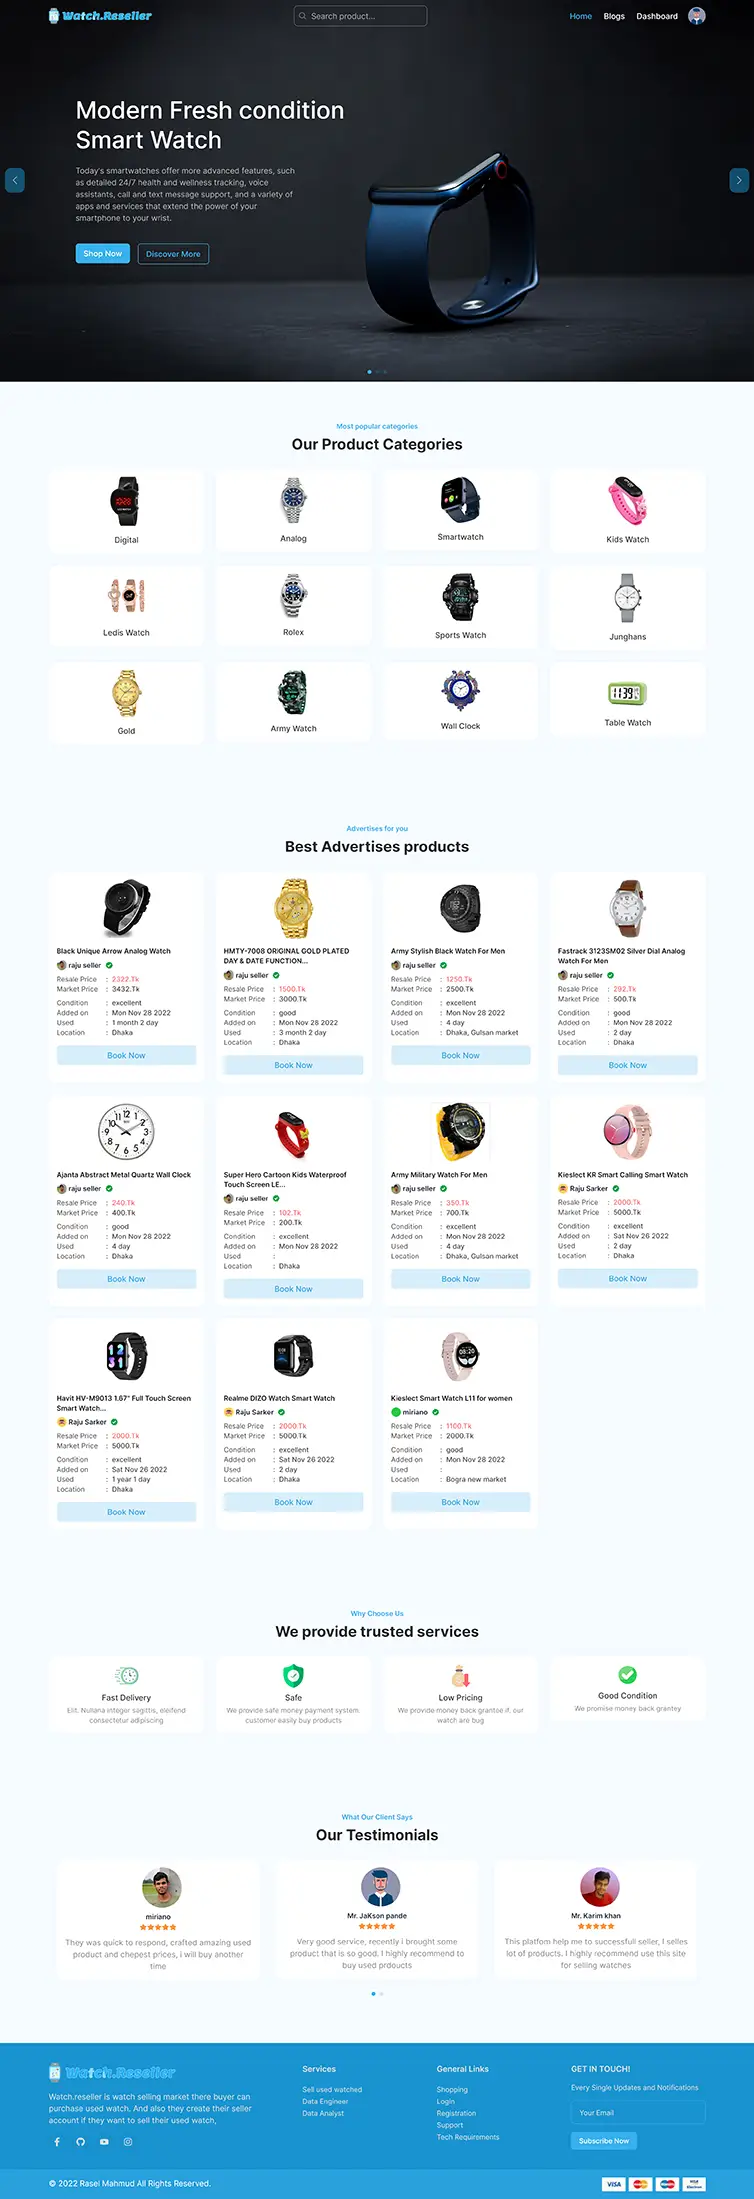 Watch.Reseller
Search product...
Home Blogs Dashboard
Modern Fresh condition
Smart Watch
Today's smartwatches offer more advanced features, such
as detailed 24/7 health and wellness tracking, voice
assistants, call and text message support, and a variety of
apps and services that extend the power of your
smartphone to your wrist.
Shop Now Discover More
Most popular categories
Our Product Categories
Digital
Analog
Smartwatch
Kids Watch
Ledis Watch
Rolex
Sports Watch
Junghans
Gold
Army Watch
Wall Clock
Table Watch
Advertises for you
Best Advertises products
Black Unique Arrow Analog Watch
raju seller
Resale Price : 2322.Tk
Market Price : 3432.Tk
Condition : excellent
Added on : Mon Nov 28 2022
Used : 1 month 2 day
Location : Dhaka
Book Now
HMTY-7008 ORIGINAL GOLD PLATED
DAY & DATE FUNCTION...
raju seller
Resale Price : 1500.Tk
Market Price : 3000.Tk
Condition : good
Added on : Mon Nov 28 2022
Used : 3 month 2 day
Location : Dhaka
Book Now
Army Stylish Black Watch For Men
raju seller
Resale Price : 1250.Tk
Market Price : 2500.Tk
Condition : excellent
Added on : Mon Nov 28 2022
Used : 4 day
Location : Dhaka, Gulsan market
Book Now
Fastrack 3123SM02 Silver Dial Analog
Watch For Men
raju seller
Resale Price : 292.Tk
Market Price : 500.Tk
Condition : good
Added on : Mon Nov 28 2022
Used : 2 day
Location : Dhaka
Book Now
Ajanta Abstract Metal Quartz Wall Clock
raju seller
Resale Price : 240.Tk
Market Price : 400.Tk
Condition : good
Added on : Mon Nov 28 2022
Used : 4 day
Location : Dhaka
Book Now
Super Hero Cartoon Kids Waterproof
Touch Screen LE...
raju seller
Resale Price : 102.Tk
Market Price : 200.Tk
Condition : excellent
Added on : Mon Nov 28 2022
Used :
Location : Dhaka
Book Now
Army Military Watch For Men
raju seller
Resale Price : 350.Tk
Market Price : 700.Tk
Condition : excellent
Added on : Mon Nov 28 2022
Used : 4 day
Location : Dhaka, Gulsan market
Book Now
Kieslect KR Smart Calling Smart Watch
Raju Sarker
Resale Price : 2000.Tk
Market Price : 5000.Tk
Condition : excellent
Added on : Sat Nov 26 2022
Used : 2 day
Location : Dhaka
Book Now
Havit HV-M9013 1.67" Full Touch Screen
Smart Watch...
Raju Sarker
Resale Price : 2000.Tk
Market Price : 5000.Tk
Condition : excellent
Added on : Sat Nov 26 2022
Used : 1 year 1 day
Location : Dhaka
Book Now
Realme DIZO Watch Smart Watch
Raju Sarker
Resale Price : 2000.Tk
Market Price : 5000.Tk
Condition : excellent
Added on : Sat Nov 26 2022
Used : 2 day
Location : Dhaka
Book Now
Kieslect Smart Watch L11 for women
miriano
Resale Price : 1100.Tk
Market Price : 2000.Tk
Condition : good
Added on : Mon Nov 28 2022
Used :
Location : Bogra new market
Book Now
Why Choose Us
We provide trusted services
Fast Delivery
Elit. Nullana integer sagittis, eleifend
consectetur adipiscing
Safe
We provide safe money payment system.
customer easily buy products
Low Pricing
We provide money back grantee if. our
watch are bug
Good Condition
We promise money back grantey
What Our Client Says
Our Testimonials
miriano
They was quick to respond, crafted amazing used
product and chepest prices, i will buy another
time
Mr. JaKson pande
Very good service, recently i brought some
product that is so good. I highly recommend to
buy used prdoucts
Mr. Karim khan
This platfom help me to successfull seller, I selles
lot of products. I highly recommend use this site
for selling watches
Watch.Reseller
Watch.reseller is watch selling market there buyer can
purchase used watch. And also they create their seller
account if they want to sell their used watch,
Services
Sell used watched
Data Engineer
Data Analyst
General Links
Shopping
Login
Registration
Support
Tech Requirements
GET IN TOUCH!
Every Single Updates and Notifications
Your Email
Subscribe Now
© 2022 Rasel Mahmud All Rights Reserved.
VISA